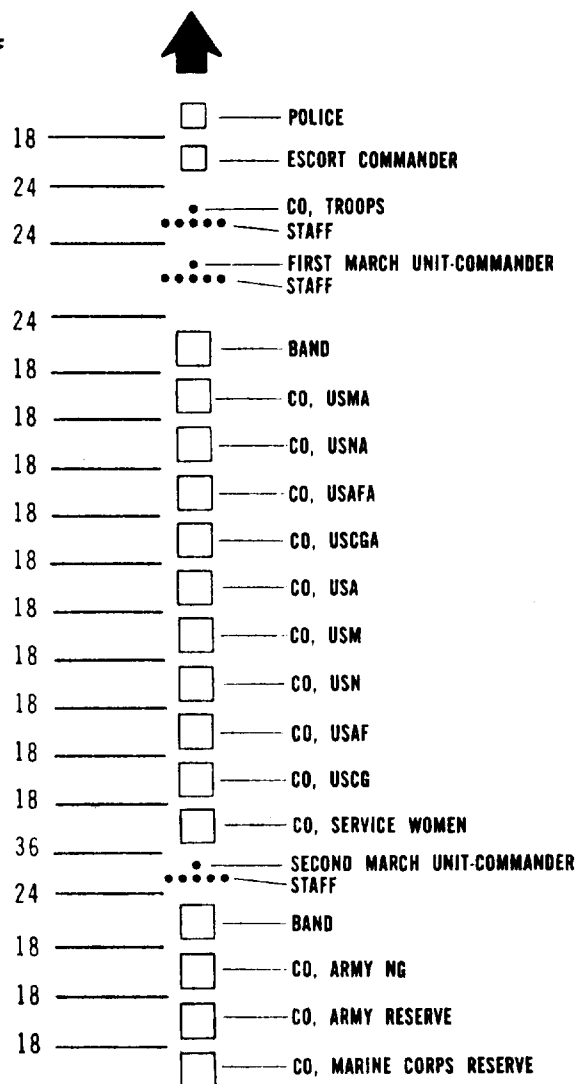 POLICE
18
ESCORT COMMANDER
24
CO, TROOPS
STAFF
24
FIRST MARCH UNIT-COMMANDER
STAFF
24
BAND
18
CO, USMA
18
CO, USNA
18
CO, USAFA
18
CO, USCGA
18
CO, USA
18
CO, USM
18
CO, USN
18
CO, USAF
18
CO, USCG
18
CO, SERVICE WOMEN
36
SECOND MARCH UNIT-COMMANDER
STAFF
24
BAND
18
CO, ARMY NG
18
CO, ARMY RESERVE
18
CO, MARINE CORPS RESERVE